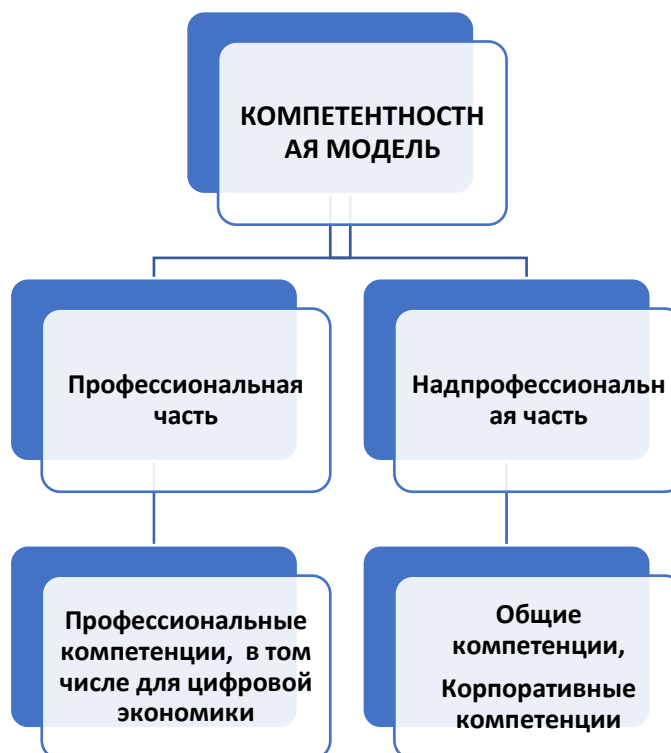 КОМПЕТЕНТНОСТН
АЯ МОДЕЛЬ
Профессиональная
часть
Надпрофессиональн
ая часть
Профессиональные
компетенции, в том
числе для цифровой
экономики
Общие
компетенции,
Корпоративные
компетенции